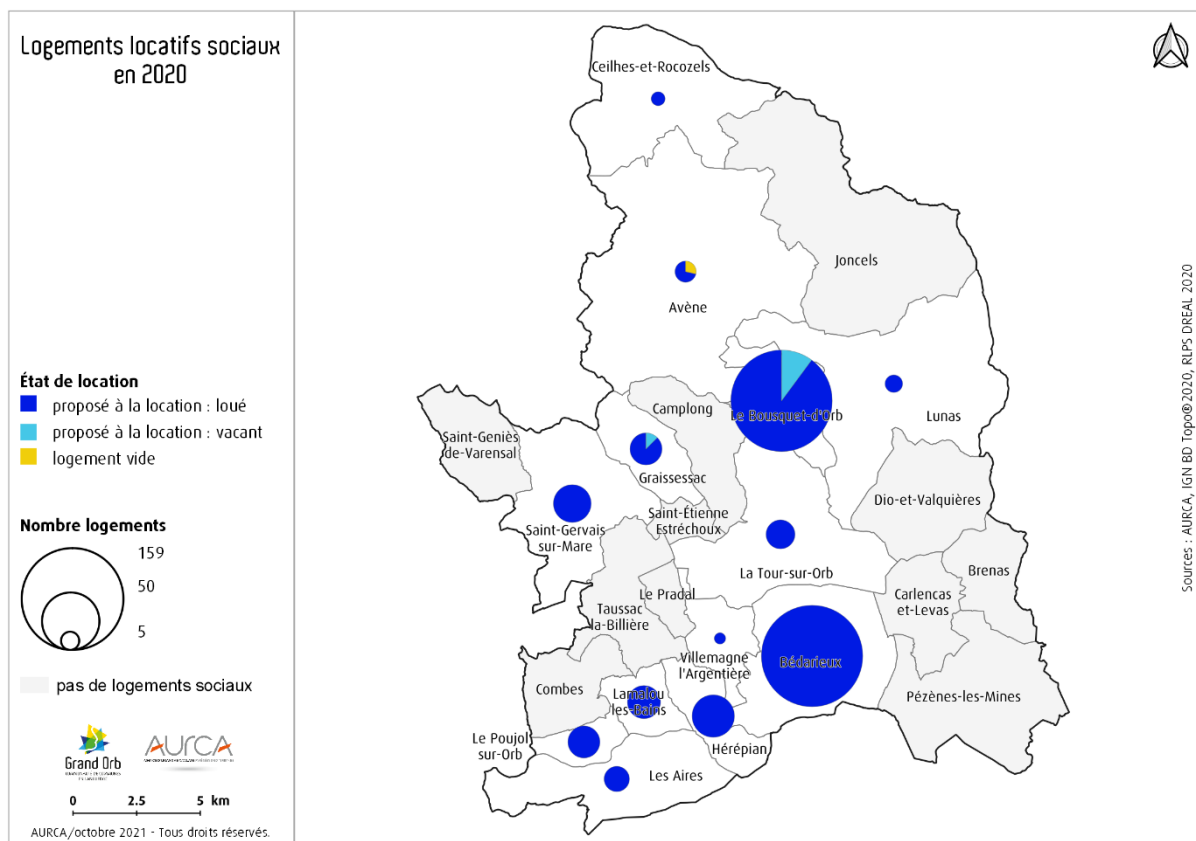 Logements locatifs sociaux
en 2020
État de location
proposé à la location : loué
proposé à la location : vacant
logement vide
Nombre logements
159
50
5
pas de logements sociaux
Grand Orb
AURCA
0 2.5 5 km
AURCA/octobre 2021 - Tous droits réservés.
Ceilhes-et-Rocozels
Joncels
Avène
Le Bousquet-d'Orb
Lunas
Camplong
Saint-Geniès
de-Varensal
Graissessac
Dio-et-Valquières
Saint-Gervais
sur-Mare
Saint-Étienne
Estréchoux
La Tour-sur-Orb
Brenas
Le Pradal
Carlencas
et-Levas
Taussac
la-Billière
Villemagne
l'Argentière
Bédarieux
Combes
Lamalou
les-Bains
Pézènes-les-Mines
Le Poujol
sur-Orb
Hérépian
Les Aires
Sources : AURCA, IGN BD Topo®2020, RLPS DREAL 2020